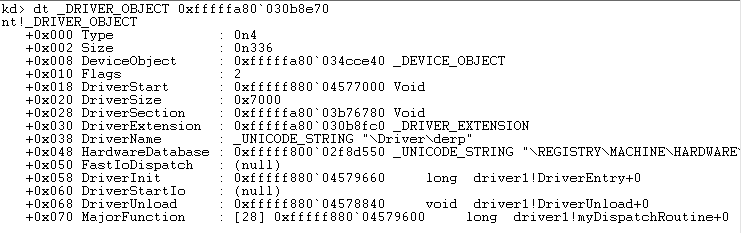 kd> dt _DRIVER_OBJECT 0xfffffa80`030b8e70
nt!_DRIVER_OBJECT
+0x000 Type : 0n4
+0x002 Size : 0n336
+0x008 DeviceObject : 0xfffffa80`034cce40 _DEVICE_OBJECT
+0x010 Flags : 2
+0x018 DriverStart : 0xfffff880`04577000 Void
+0x020 DriverSize : 0x7000
+0x028 DriverSection : 0xfffffa80`03b76780 Void
+0x030 DriverExtension : 0xfffffa80`030b8fc0 _DRIVER_EXTENSION
+0x038 DriverName : _UNICODE_STRING "\Driver\derp"
+0x048 HardwareDatabase : 0xfffff800`02f8d550 _UNICODE_STRING "\REGISTRY\MACHINE\HARDWARE\
+0x050 FastIoDispatch : (null)
+0x058 DriverInit : 0xfffff880`04579660 long driver1!DriverEntry+0
+0x060 DriverStartIo : (null)
+0x068 DriverUnload : 0xfffff880`04578840 void driver1!DriverUnload+0
+0x070 MajorFunction : [28] 0xfffff880`04579600 long driver1!myDispatchRoutine+0